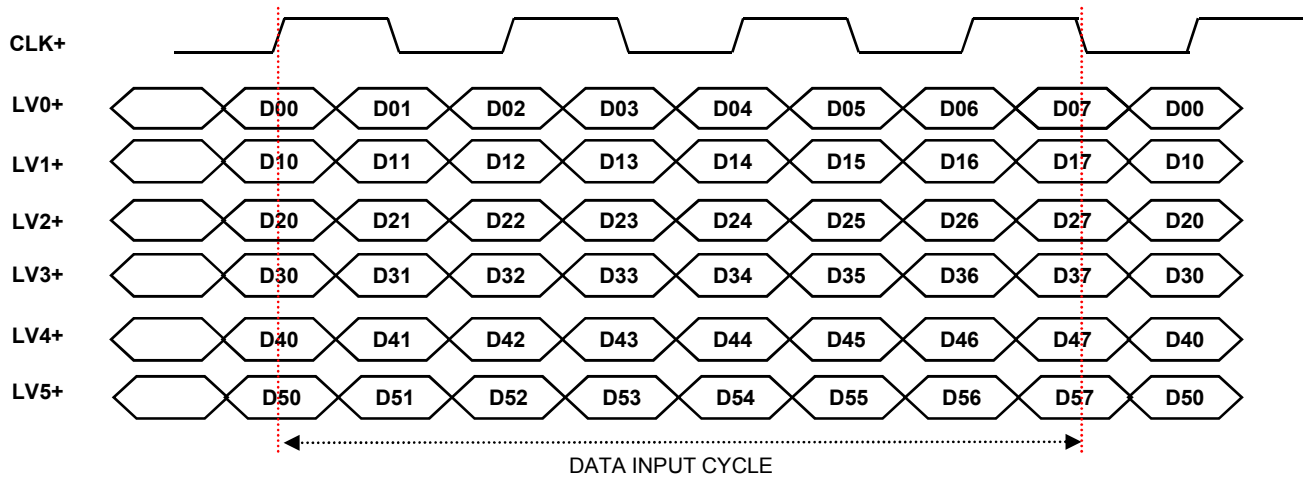 CLK+
LV0+ D00 D01 D02 D03 D04 D05 D06 D07 D00
LV1+ D10 D11 D12 D13 D14 D15 D16 D17 D10
LV2+ D20 D21 D22 D23 D24 D25 D26 D27 D20
LV3+ D30 D31 D32 D33 D34 D35 D36 D37 D30
LV4+ D40 D41 D42 D43 D44 D45 D46 D47 D40
LV5+ D50 D51 D52 D53 D54 D55 D56 D57 D50
DATA INPUT CYCLE